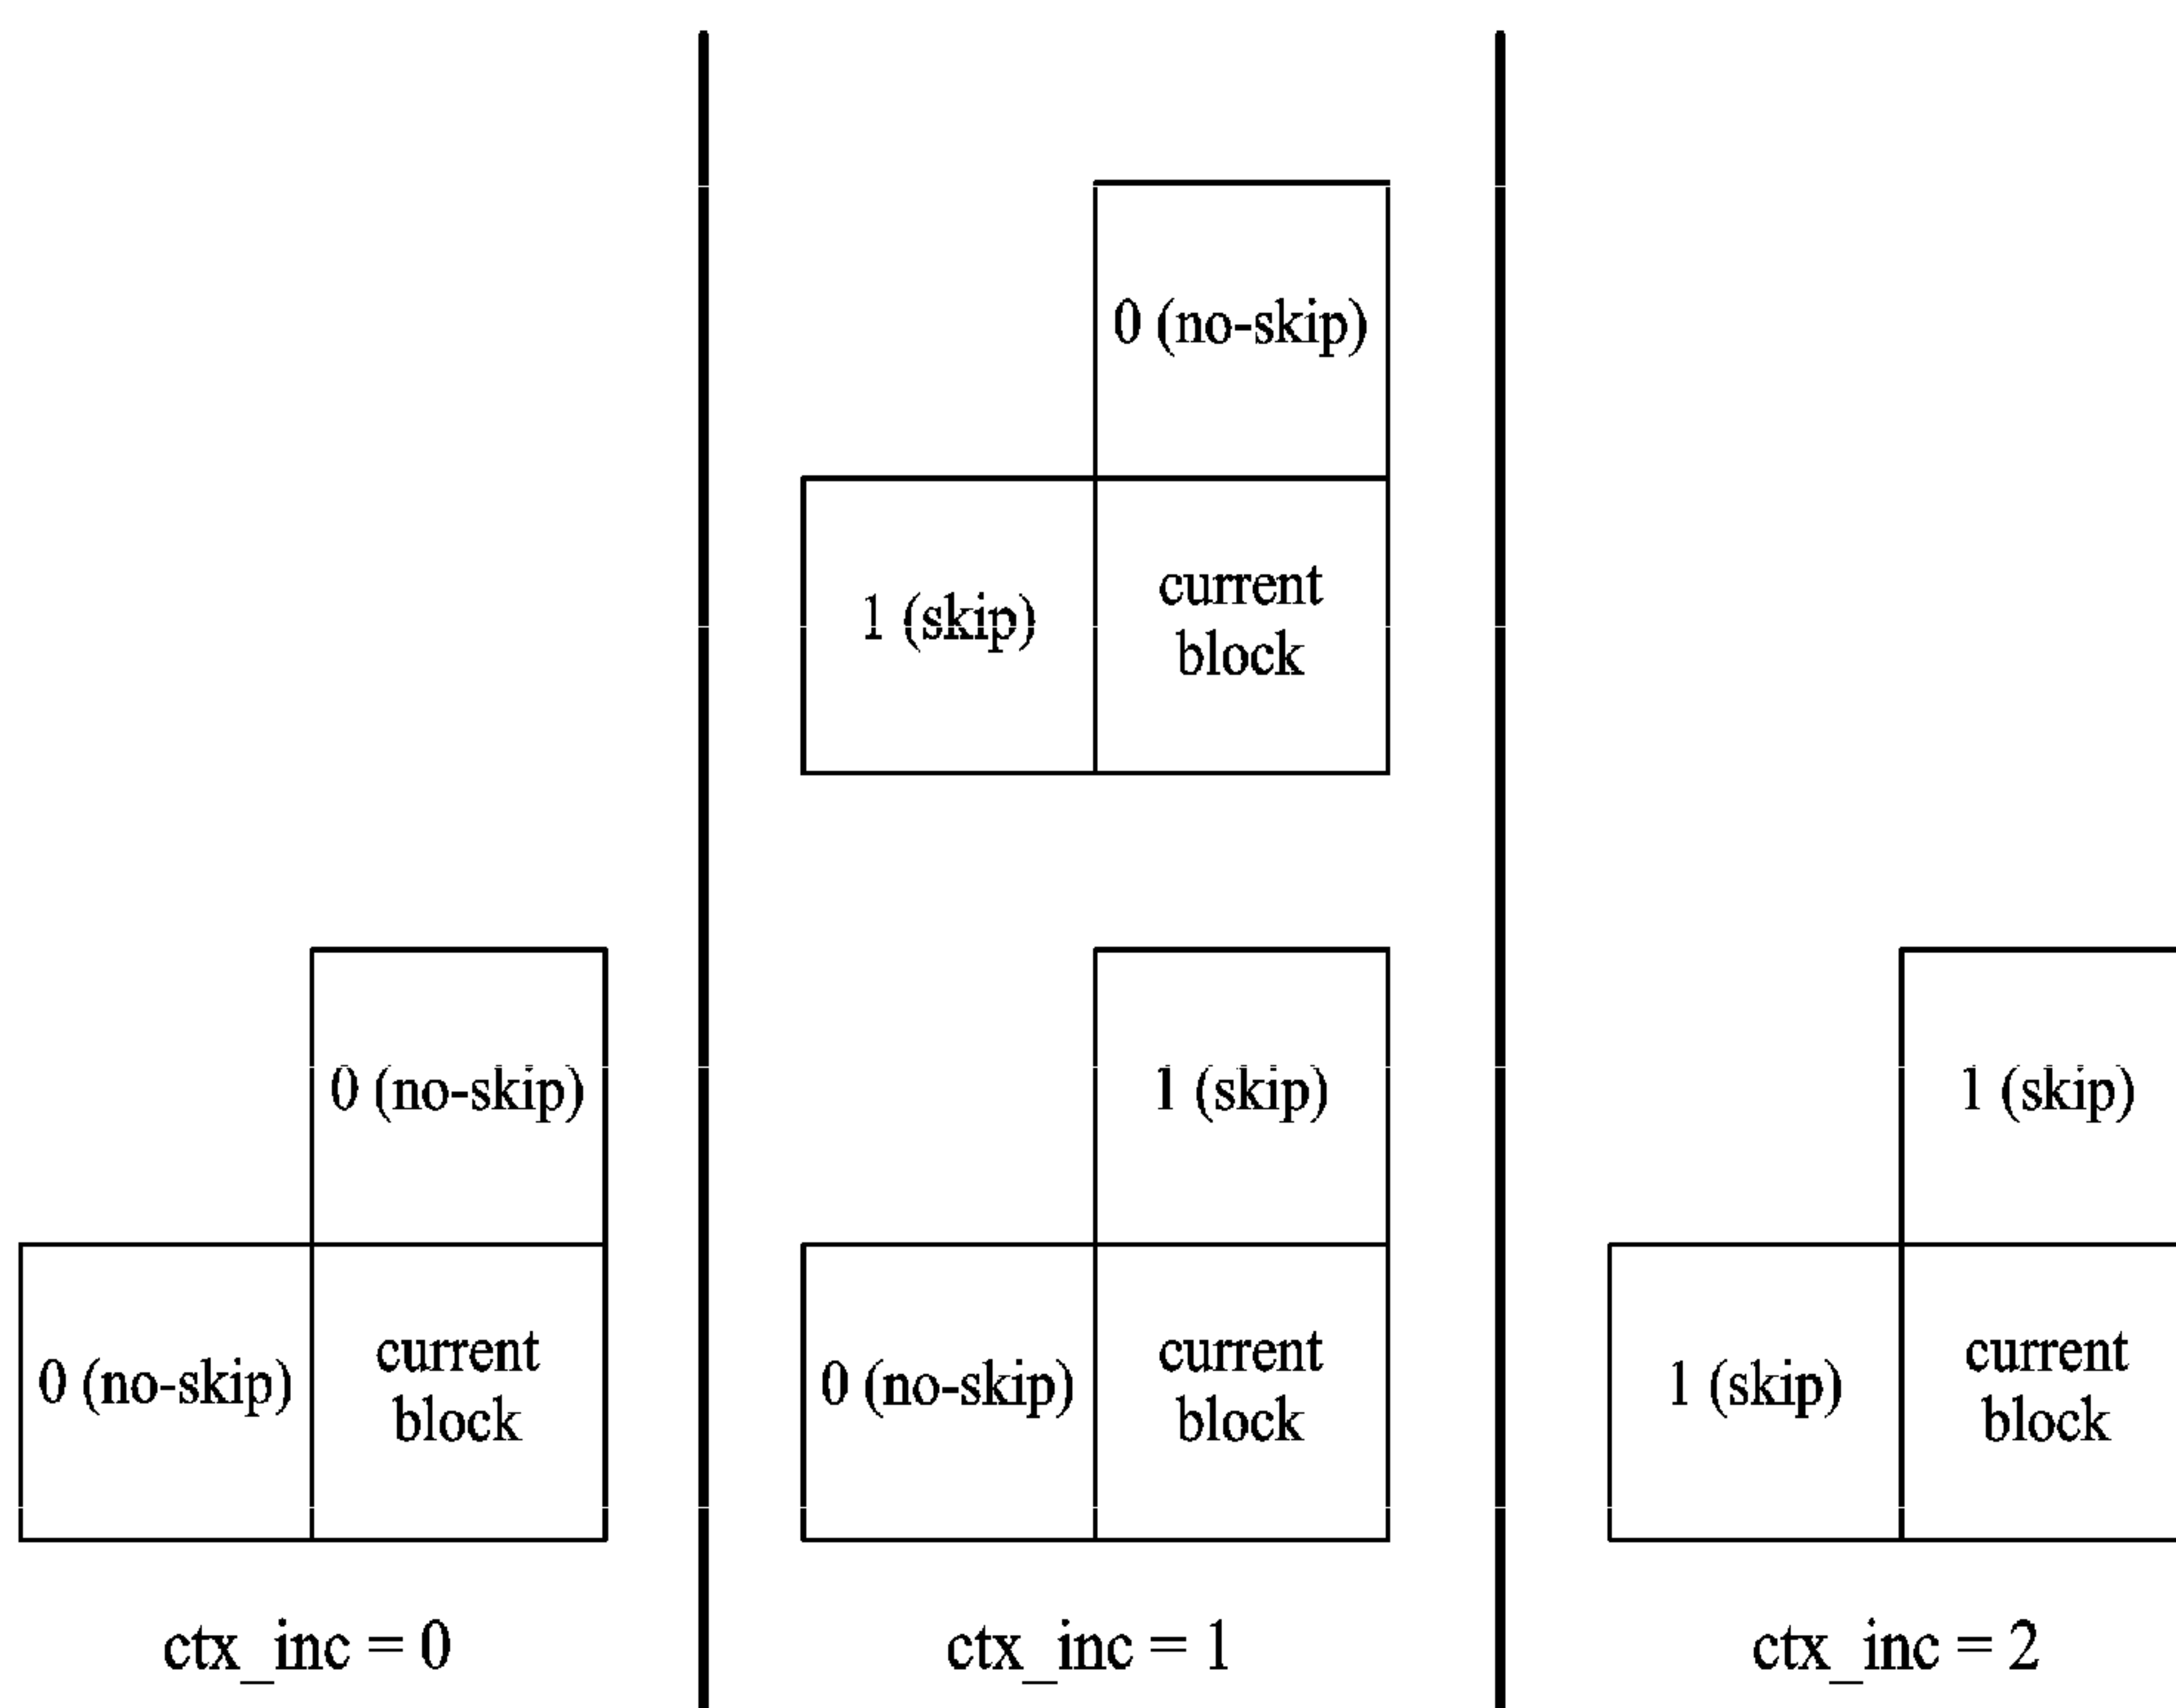 0 (no-skip)
1 (skip)
current
block
0 (no-skip)
0 (no-skip)
current
block
1 (skip)
0 (no-skip)
current
block
1 (skip)
1 (skip)
current
block
ctx_inc = 0
ctx_inc = 1
ctx_inc = 2